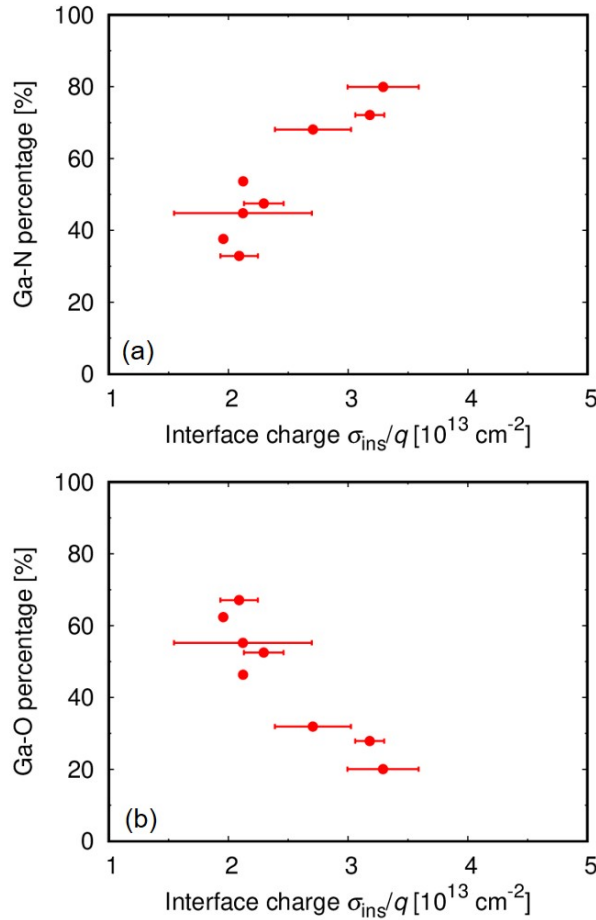 100
80
60
40
20
0
Ga-N percentage [%]
(a)
1 2 3 4 5
Interface charge σins/q [10^13 cm^-2]
100
80
60
40
20
0
Ga-O percentage [%]
(b)
1 2 3 4 5
Interface charge σins/q [10^13 cm^-2]